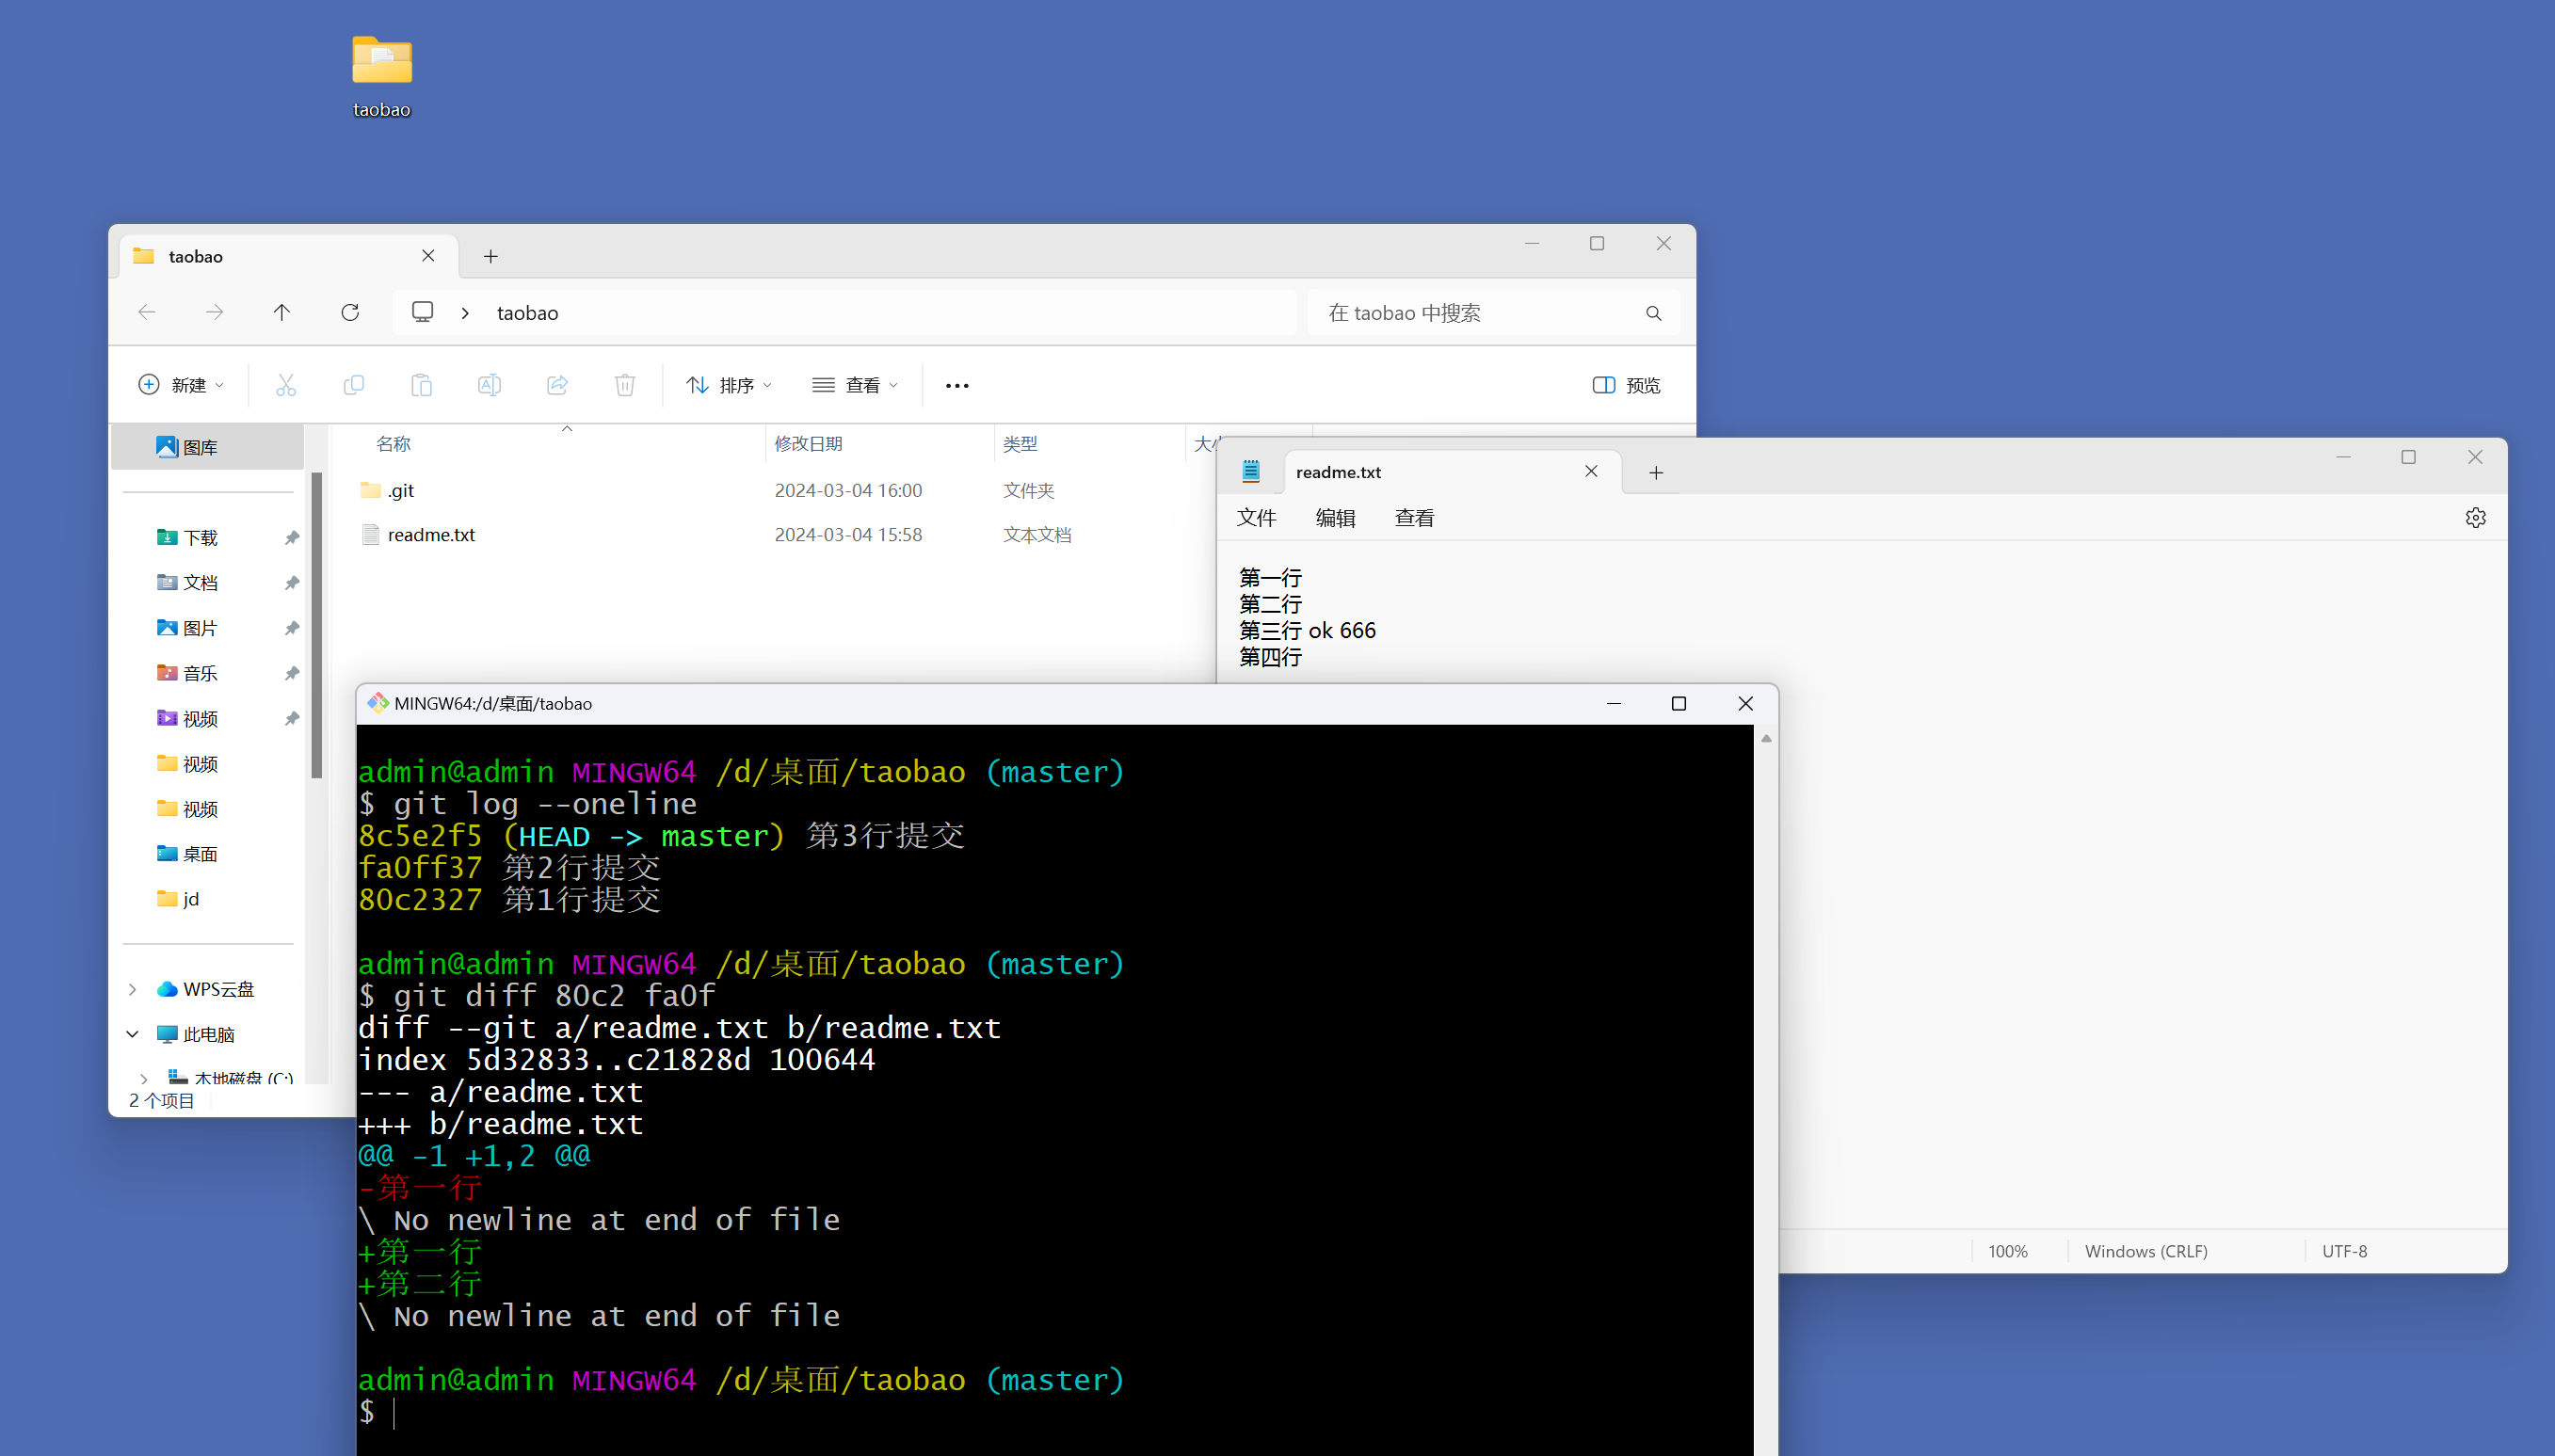 taobao
taobao
taobao
在 taobao 中搜索
新建
排序
查看
预览
图库
名称
修改日期
类型
.git
2024-03-04 16:00
文件夹
readme.txt
2024-03-04 15:58
文本文档
下载
文档
图片
音乐
视频
视频
视频
桌面
jd
WPS云盘
此电脑
本地磁盘 (C:)
2 个项目
readme.txt
文件
编辑
查看
第一行
第二行
第三行 ok 666
第四行
100%
Windows (CRLF)
UTF-8
MINGW64:/d/桌面/taobao
admin@admin MINGW64 /d/桌面/taobao (master)
$ git log --oneline
8c5e2f5 (HEAD -> master) 第3行提交
fa0ff37 第2行提交
80c2327 第1行提交
admin@admin MINGW64 /d/桌面/taobao (master)
$ git diff 80c2 fa0f
diff --git a/readme.txt b/readme.txt
index 5d32833..c21828d 100644
--- a/readme.txt
+++ b/readme.txt
@@ -1 +1,2 @@
-第一行
\ No newline at end of file
+第一行
+第二行
\ No newline at end of file
admin@admin MINGW64 /d/桌面/taobao (master)
$